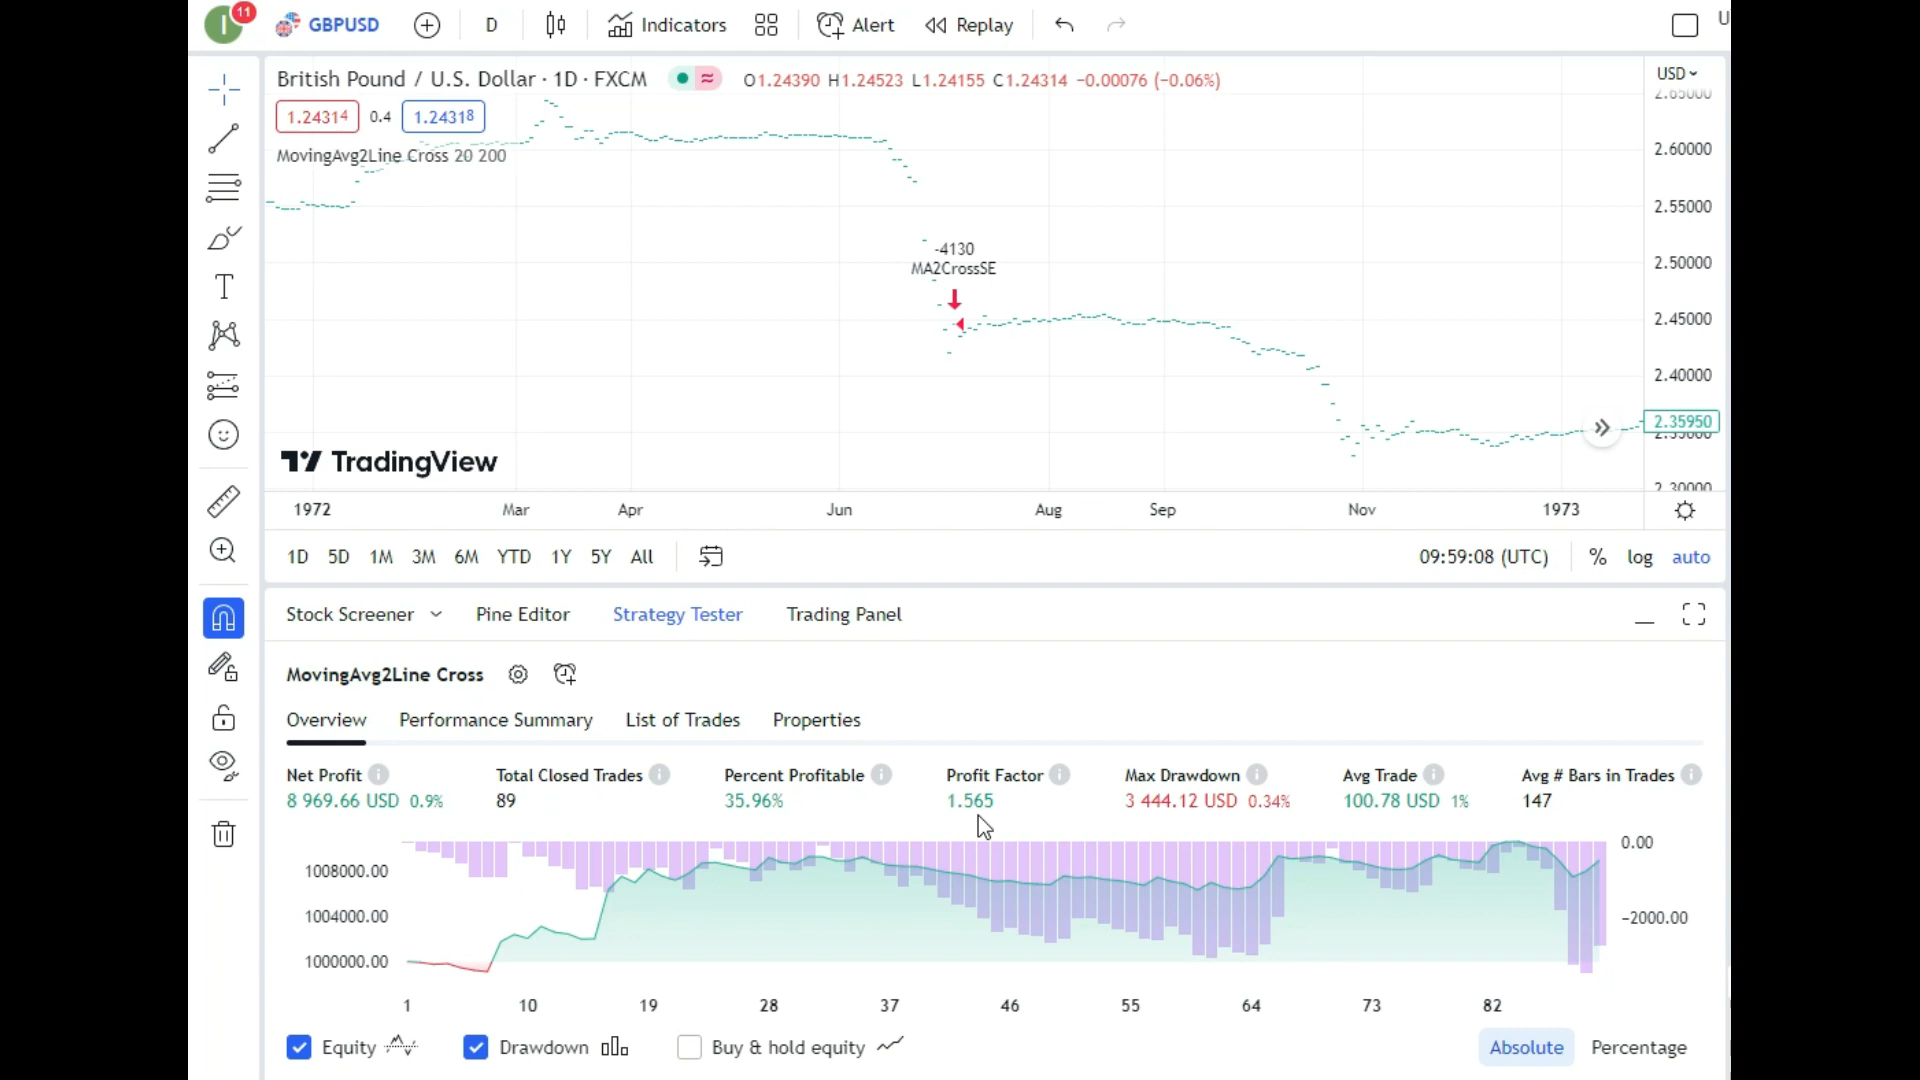 I 11 GBPUSD D Indicators Alert Replay U
British Pound / U.S. Dollar · 1D · FXCM ≈ O1.24390 H1.24523 L1.24155 C1.24314 −0.00076 (−0.06%) USD
2.65000
1.24314 0.4 1.24318
MovingAvg2Line Cross 20 200
2.60000
2.55000
-4130
MA2CrossSE
2.50000
2.45000
2.40000
2.35950
2.35000
TradingView
2.30000
1972 Mar Apr Jun Aug Sep Nov 1973
1D 5D 1M 3M 6M YTD 1Y 5Y All 09:59:08 (UTC) % log auto
Stock Screener Pine Editor Strategy Tester Trading Panel
MovingAvg2Line Cross
Overview Performance Summary List of Trades Properties
Net Profit Total Closed Trades Percent Profitable Profit Factor Max Drawdown Avg Trade Avg # Bars in Trades
8 969.66 USD 0.9% 89 35.96% 1.565 3 444.12 USD 0.34% 100.78 USD 1% 147
0.00
1008000.00
1004000.00
−2000.00
1000000.00
1 10 19 28 37 46 55 64 73 82
Equity Drawdown Buy & hold equity Absolute Percentage